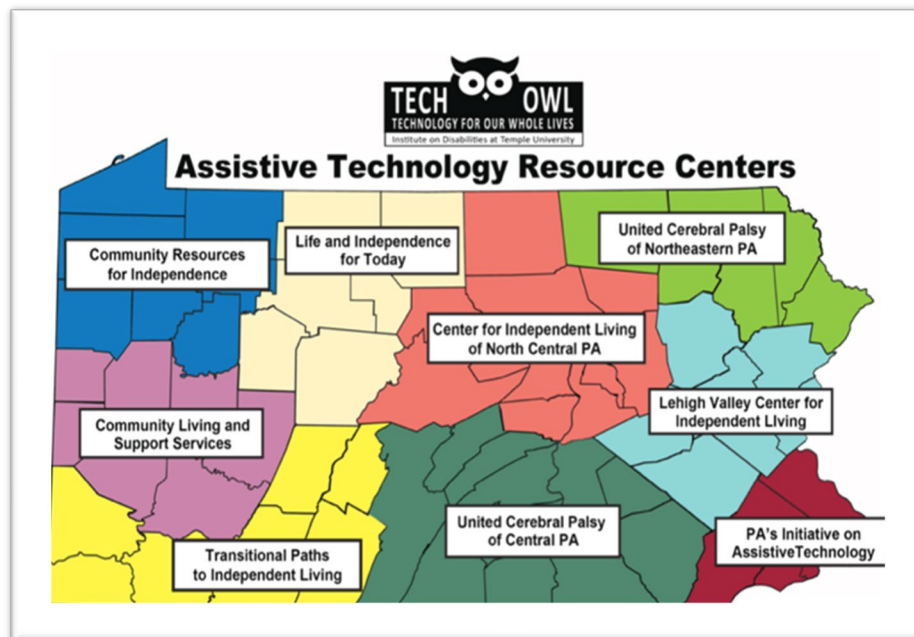 TECH OWL
TECHNOLOGY FOR OUR WHOLE LIVES
Institute on Disabilities at Temple University
Assistive Technology Resource Centers
Community Resources
for Independence
Life and Independence
for Today
United Cerebral Palsy
of Northeastern PA
Center for Independent Living
of North Central PA
Community Living and
Support Services
Lehigh Valley Center for
Independent Living
United Cerebral Palsy
of Central PA
PA's Initiative on
AssistiveTechnology
Transitional Paths
to Independent Living